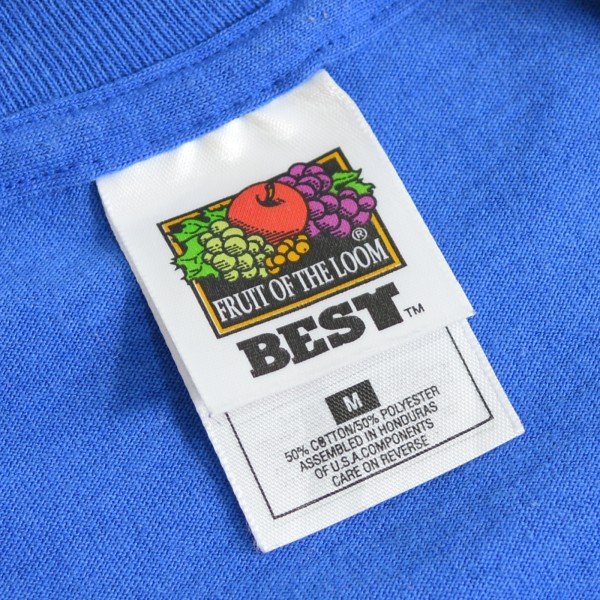 FRUIT OF THE LOOM ®
BEST™
M
50% COTTON/50% POLYESTER
ASSEMBLED IN HONDURAS
OF U.S.A. COMPONENTS
CARE ON REVERSE